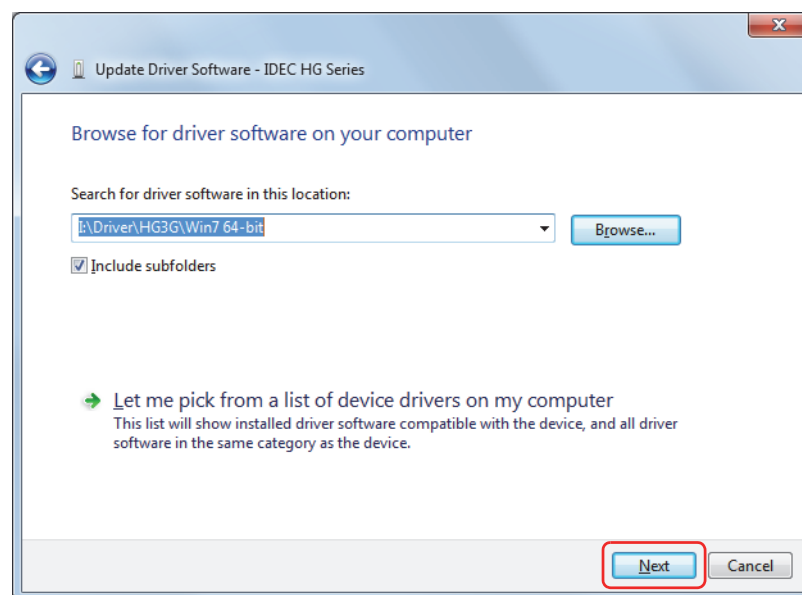 Update Driver Software - IDEC HG Series
Browse for driver software on your computer
Search for driver software in this location:
I:\Driver\HG3G\Win7 64-bit
Browse...
Include subfolders
Let me pick from a list of device drivers on my computer
This list will show installed driver software compatible with the device, and all driver
software in the same category as the device.
Next
Cancel